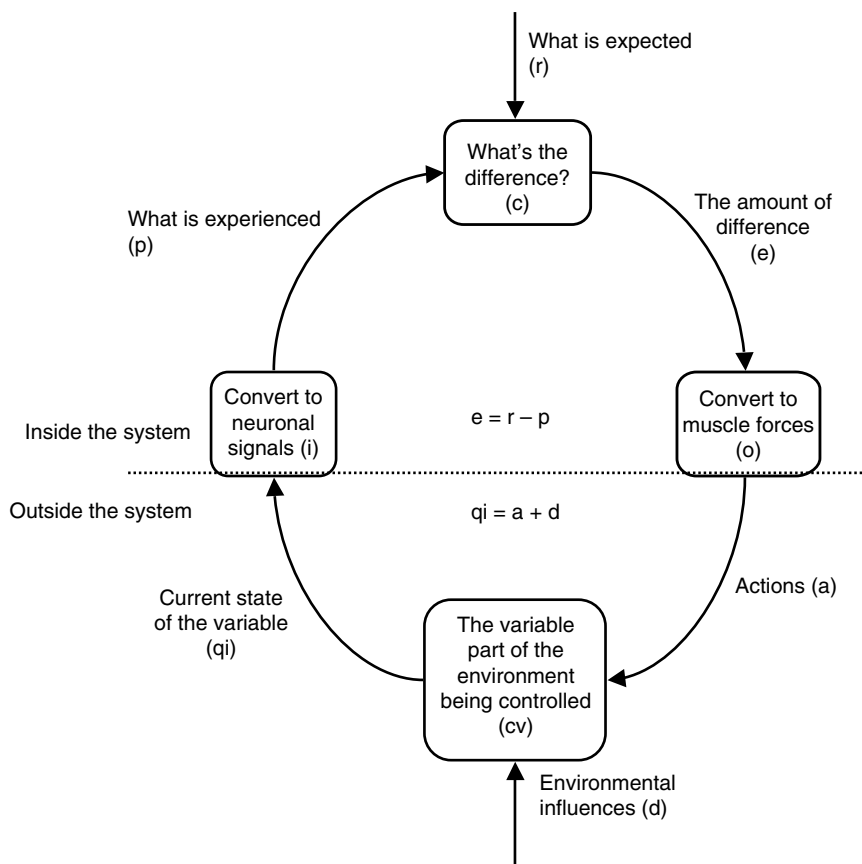 What is expected
(r)
What's the
difference?
(c)
What is experienced
(p)
The amount of
difference
(e)
Convert to
neuronal
signals (i)
e = r – p
Convert to
muscle forces
(o)
Inside the system
Outside the system
qi = a + d
Current state
of the variable
(qi)
Actions (a)
The variable
part of the
environment
being controlled
(cv)
Environmental
influences (d)